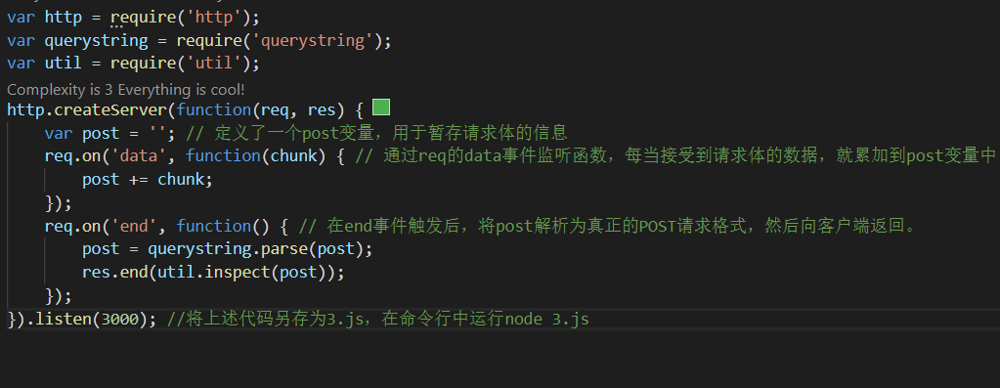 var http = require('http');
var querystring = require('querystring');
var util = require('util');
Complexity is 3 Everything is cool!
http.createServer(function(req, res) {
    var post = ''; // 定义了一个post变量，用于暂存请求体的信息
    req.on('data', function(chunk) { // 通过req的data事件监听函数，每当接受到请求体的数据，就累加到post变量中
        post += chunk;
    });
    req.on('end', function() { // 在end事件触发后，将post解析为真正的POST请求格式，然后向客户端返回。
        post = querystring.parse(post);
        res.end(util.inspect(post));
    });
}).listen(3000); //将上述代码另存为3.js，在命令行中运行node 3.js